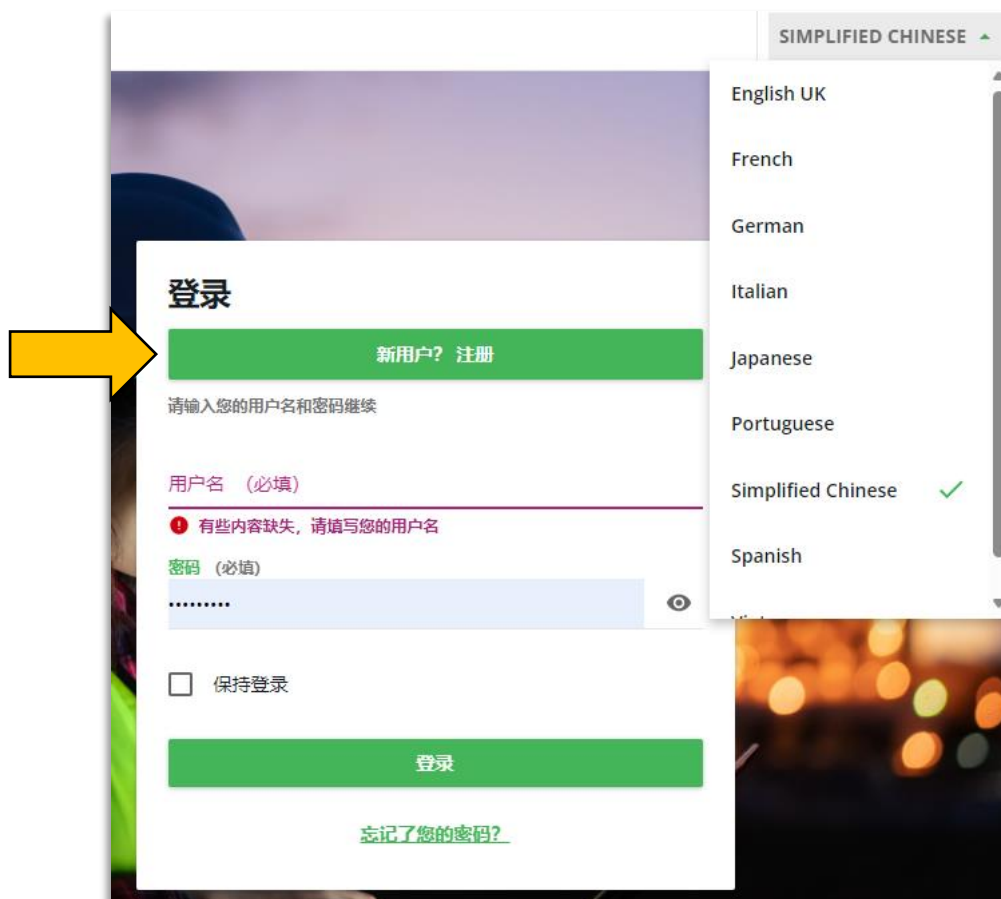 SIMPLIFIED CHINESE
English UK
French
German
Italian
Japanese
Portuguese
Simplified Chinese
Spanish
登录
新用户？ 注册
请输入您的用户名和密码继续
用户名 （必填）
有些内容缺失，请填写您的用户名
密码 （必填）
•••••••••
保持登录
登录
忘记了您的密码？